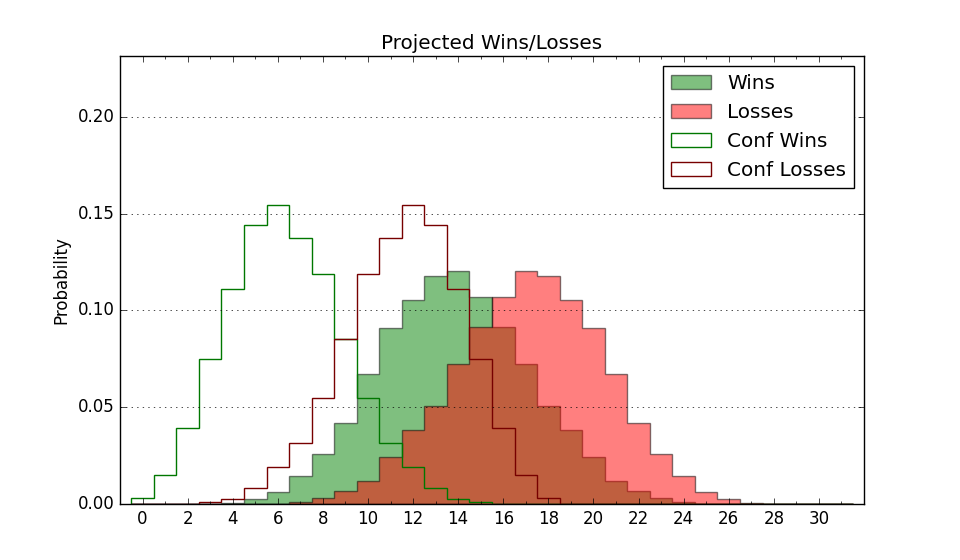 Projected Wins/Losses
Wins
Losses
Conf Wins
Conf Losses
Probability
0.20
0.15
0.10
0.05
0.00
0 2 4 6 8 10 12 14 16 18 20 22 24 26 28 30